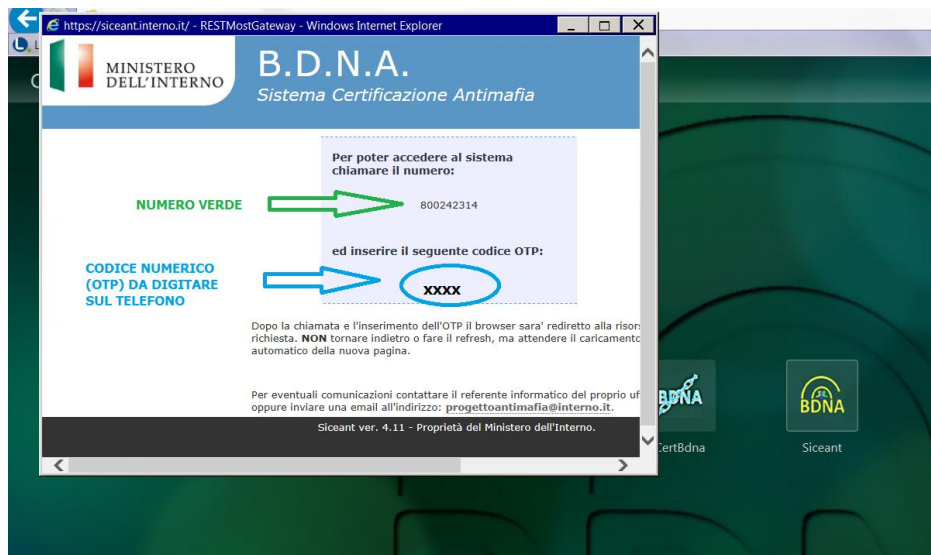 https://siceant.interno.it/ - RESTMostGateway - Windows Internet Explorer
MINISTERO
DELL'INTERNO
B.D.N.A.
Sistema Certificazione Antimafia
Per poter accedere al sistema
chiamare il numero:
NUMERO VERDE
800242314
ed inserire il seguente codice OTP:
CODICE NUMERICO
(OTP) DA DIGITARE
SUL TELEFONO
XXXX
Dopo la chiamata e l'inserimento dell'OTP il browser sara' rediretto alla risor
richiesta. NON tornare indietro o fare il refresh, ma attendere il caricamento
automatico della nuova pagina.
Per eventuali comunicazioni contattare il referente informatico del proprio uf
oppure inviare una email all'indirizzo: progettoantimafia@interno.it.
Siceant ver. 4.11 - Proprietà del Ministero dell'Interno.
BDNA
CertBdna
BDNA
Siceant